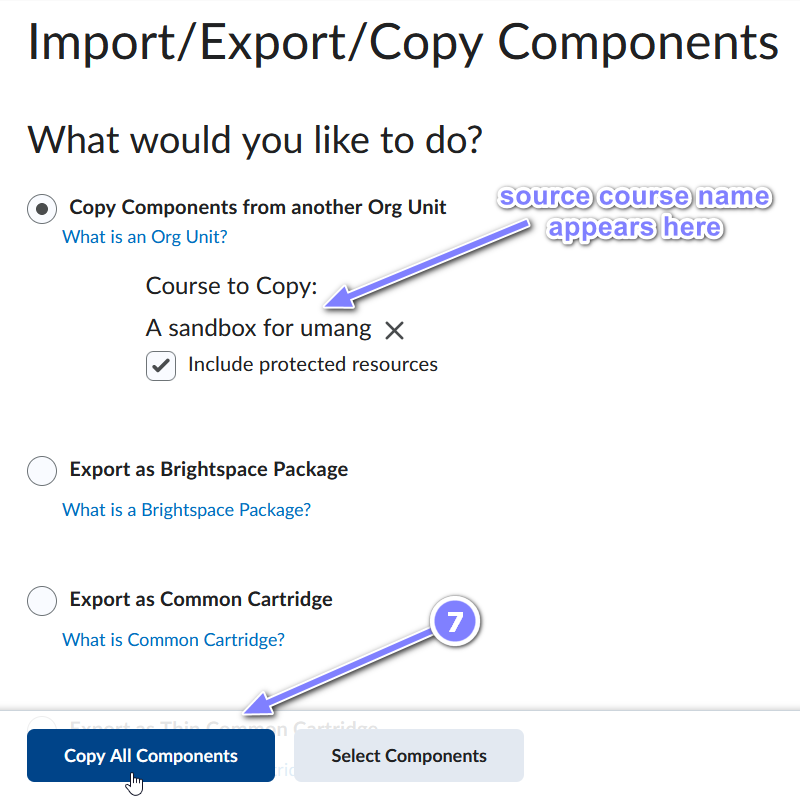 Import/Export/Copy Components
What would you like to do?
Copy Components from another Org Unit
What is an Org Unit?
source course name
appears here
Course to Copy:
A sandbox for umang
Include protected resources
Export as Brightspace Package
What is a Brightspace Package?
Export as Common Cartridge
What is Common Cartridge?
7
Export as Thin Common Cartridge
Copy All Components
Select Components